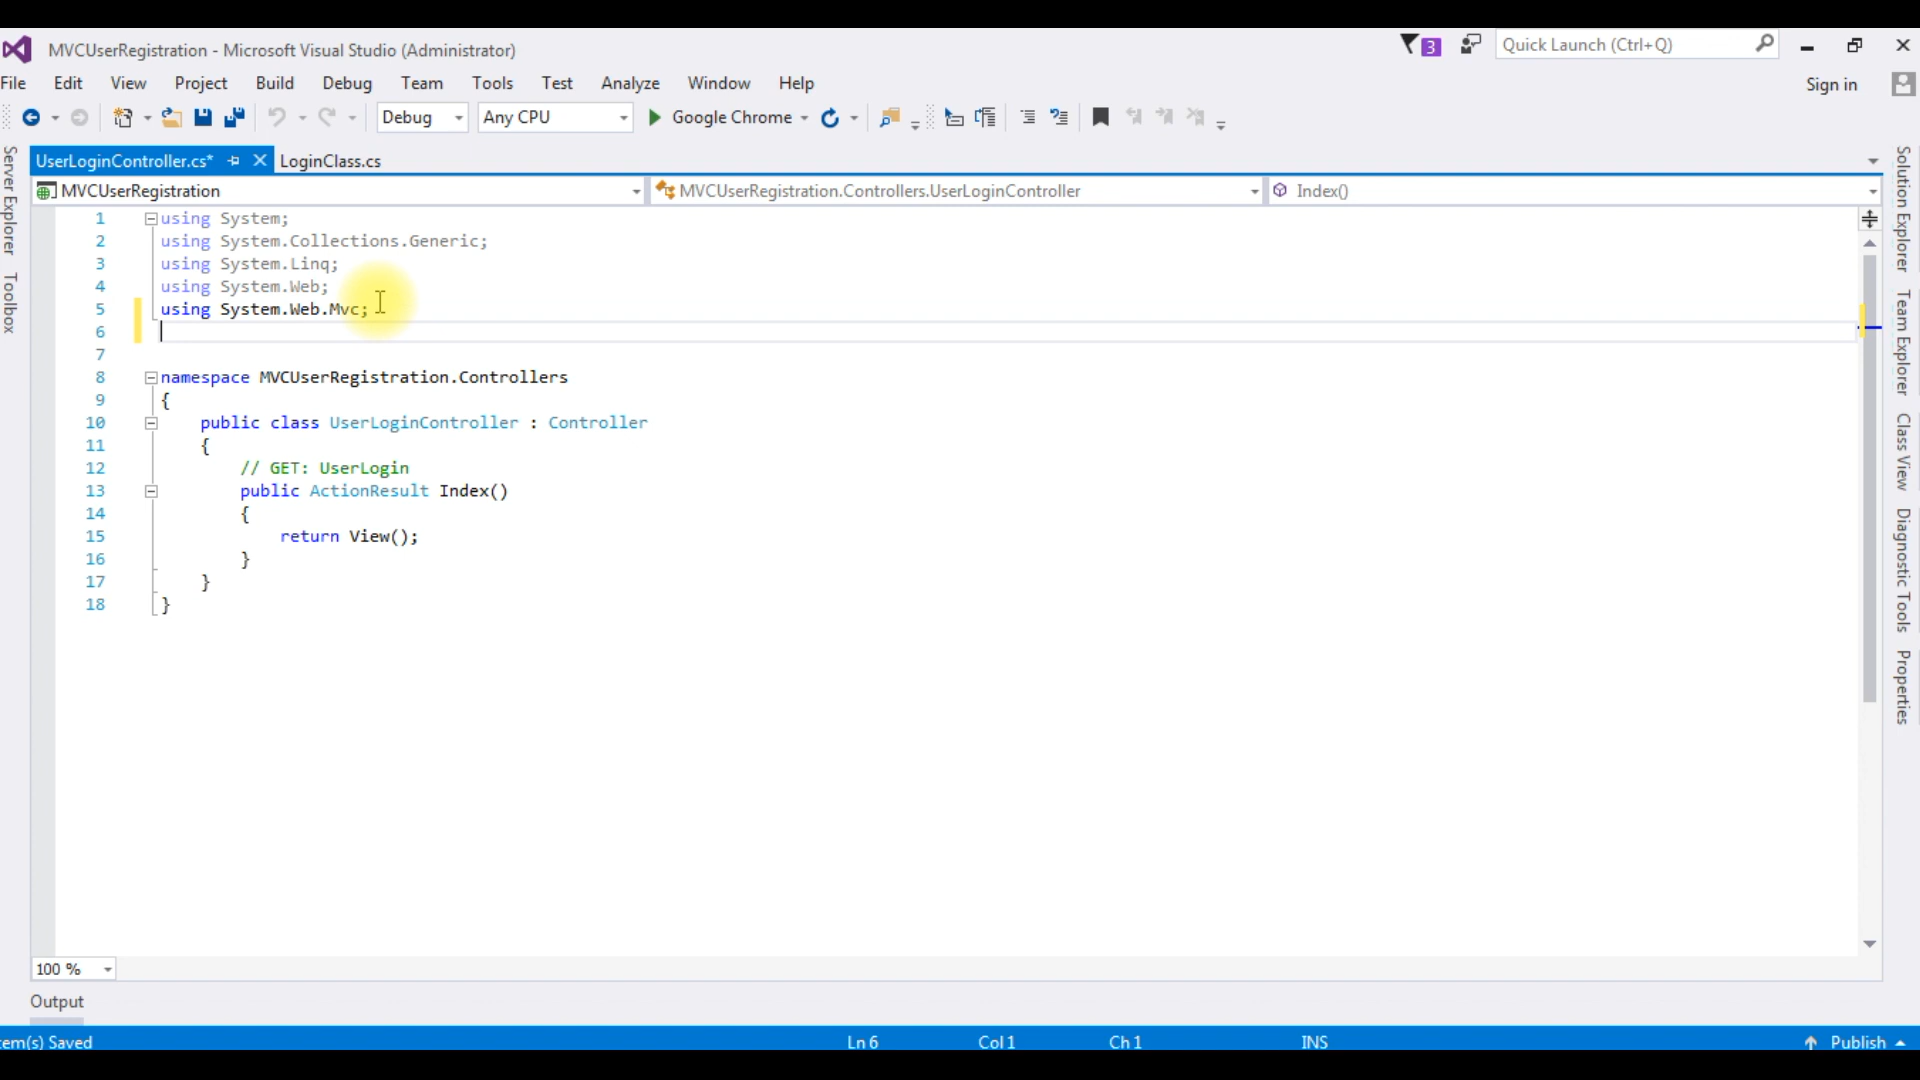 MVCUserRegistration - Microsoft Visual Studio (Administrator)
3
Quick Launch (Ctrl+Q)
File Edit View Project Build Debug Team Tools Test Analyze Window Help
Sign in
Debug
Any CPU
Google Chrome
UserLoginController.cs*
LoginClass.cs
MVCUserRegistration
MVCUserRegistration.Controllers.UserLoginController
Index()
Server Explorer
Toolbox
1 using System;
2 using System.Collections.Generic;
3 using System.Linq;
4 using System.Web;
5 using System.Web.Mvc;
6
7
8 namespace MVCUserRegistration.Controllers
9 {
10 public class UserLoginController : Controller
11 {
12 // GET: UserLogin
13 public ActionResult Index()
14 {
15 return View();
16 }
17 }
18 }
Solution Explorer
Team Explorer
Class View
Diagnostic Tools
Properties
100 %
Output
tem(s) Saved
Ln 6
Col 1
Ch 1
INS
Publish